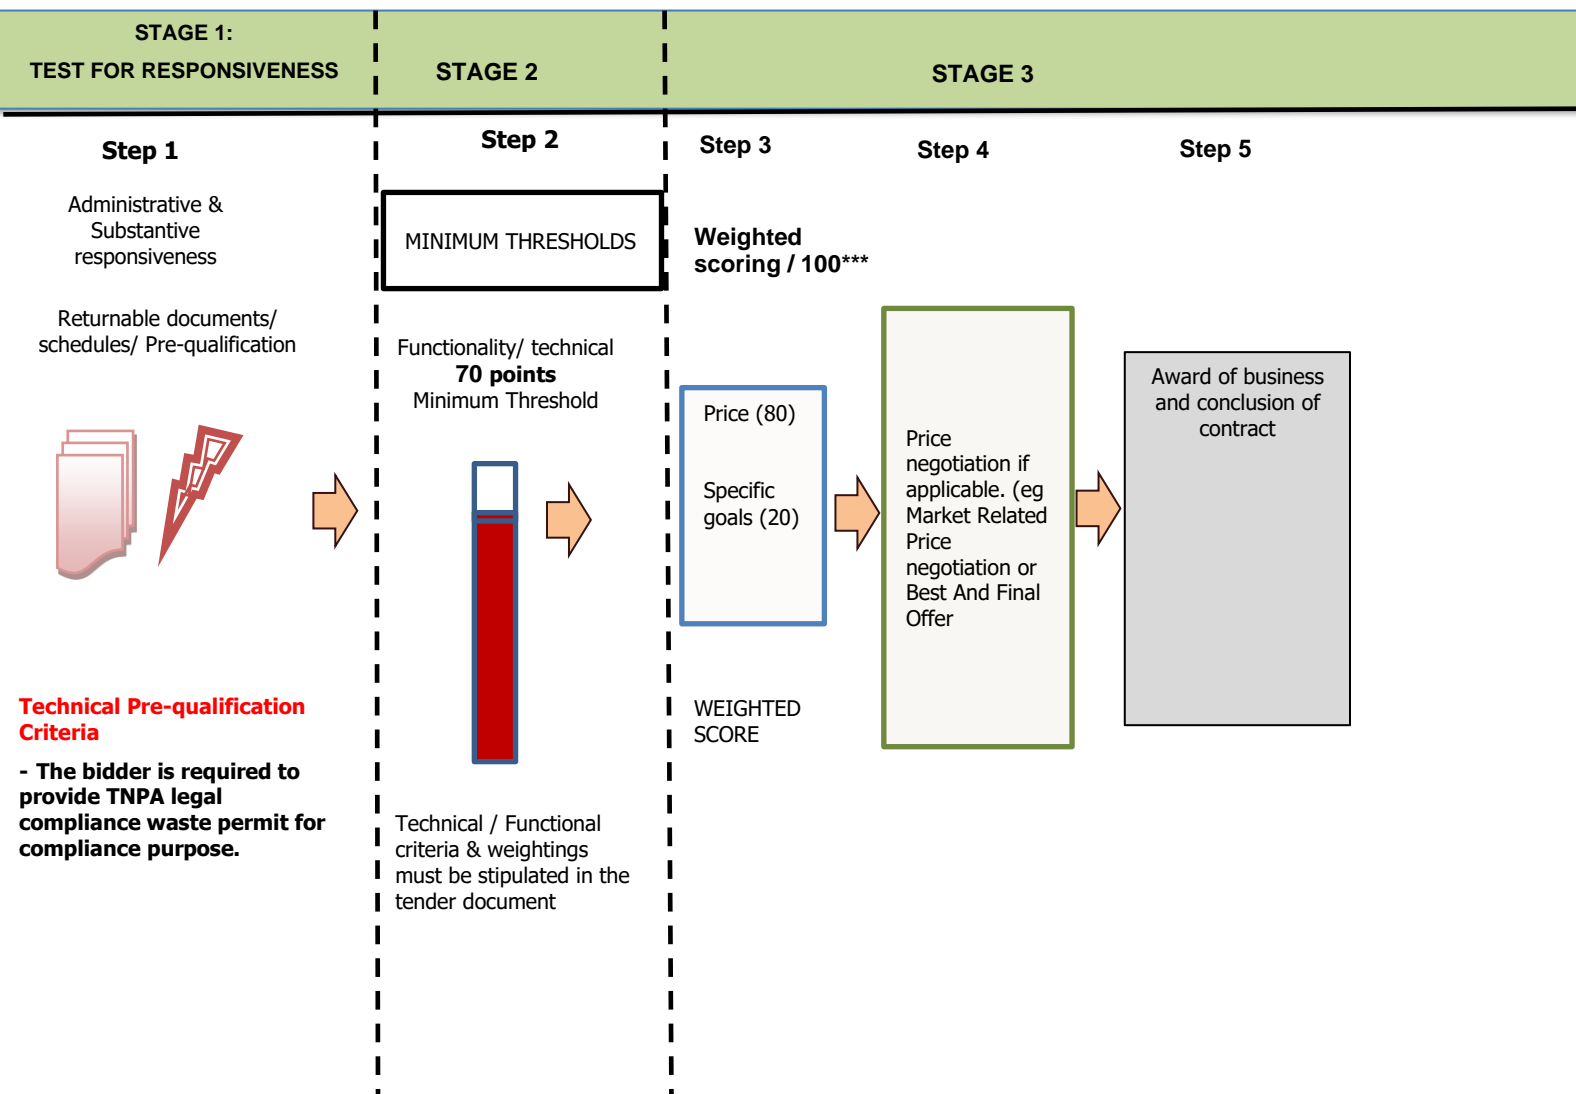 STAGE 1:
TEST FOR RESPONSIVENESS
STAGE 2
STAGE 3
Step 1
Administrative &
Substantive
responsiveness
Returnable documents/
schedules/ Pre-qualification
Technical Pre-qualification
Criteria
- The bidder is required to
provide TNPA legal
compliance waste permit for
compliance purpose.
Step 2
MINIMUM THRESHOLDS
Functionality/ technical
70 points
Minimum Threshold
Technical / Functional
criteria & weightings
must be stipulated in the
tender document
Step 3
Weighted
scoring / 100***
Price (80)
Specific
goals (20)
WEIGHTED
SCORE
Step 4
Price
negotiation if
applicable. (eg
Market Related
Price
negotiation or
Best And Final
Offer
Step 5
Award of business
and conclusion of
contract